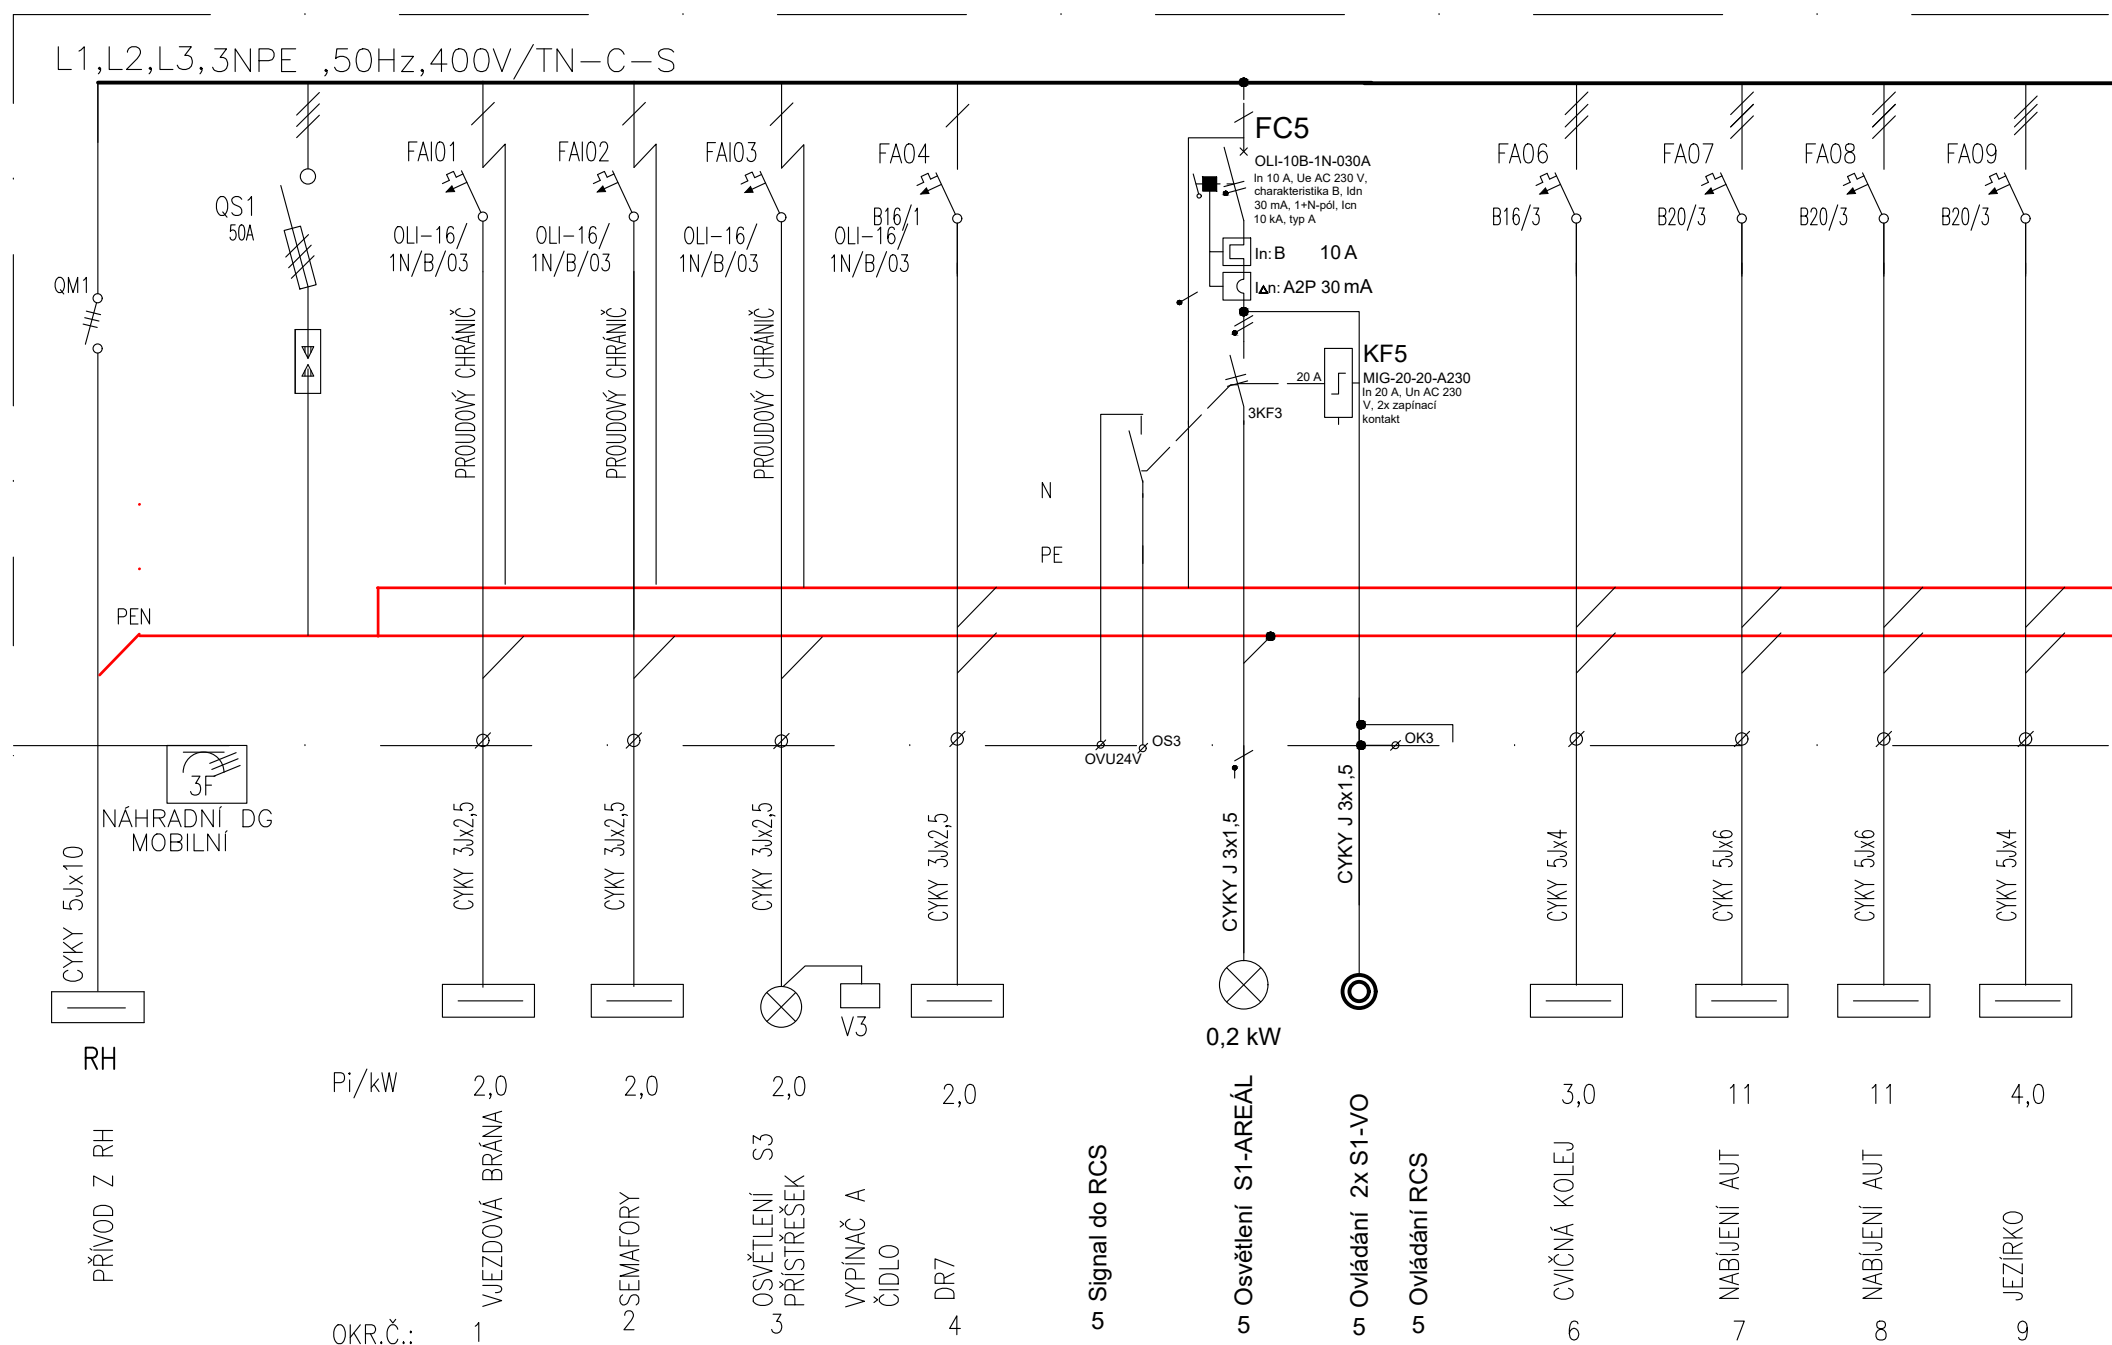 L1,L2,L3,3NPE ,50Hz,400V/TN-C-S
QM1
QS1
50A
FAI01
OLI-16/
1N/B/03
PROUDOVÝ CHRÁNIČ
FAI02
OLI-16/
1N/B/03
PROUDOVÝ CHRÁNIČ
FAI03
OLI-16/
1N/B/03
PROUDOVÝ CHRÁNIČ
FA04
B16/1
OLI-16/
1N/B/03
FC5
OLI-10B-1N-030A
In 10 A, Ue AC 230 V,
charakteristika B, Idn
30 mA, 1+N-pól, Icn
10 kA, typ A
In: B 10 A
I∆n: A2P 30 mA
20 A
KF5
MIG-20-20-A230
In 20 A, Un AC 230
V, 2x zapínací
kontakt
3KF3
FA06
B16/3
FA07
B20/3
FA08
B20/3
FA09
B20/3
N
PE
PEN
OVU24V
OS3
OK3
3F
NÁHRADNÍ DG
MOBILNÍ
CYKY 5Jx10
CYKY 3Jx2,5
CYKY 3Jx2,5
CYKY 3Jx2,5
CYKY 3Jx2,5
CYKY J 3x1,5
CYKY J 3x1,5
CYKY 5Jx4
CYKY 5Jx6
CYKY 5Jx6
CYKY 5Jx4
V3
0,2 kW
RH
Pi/kW
2,0
2,0
2,0
2,0
3,0
11
11
4,0
PŘÍVOD Z RH
VJEZDOVÁ BRÁNA
SEMAFORY
OSVĚTLENÍ S3
PŘÍSTŘEŠEK
VYPÍNAČ A
ČIDLO
DR7
5 Signal do RCS
5 Osvětlení S1-AREÁL
5 Ovládání 2x S1-VO
5 Ovládání RCS
CVIČNÁ KOLEJ
NABÍJENÍ AUT
NABÍJENÍ AUT
JEZÍRKO
OKR.Č.:
1
2
3
4
6
7
8
9